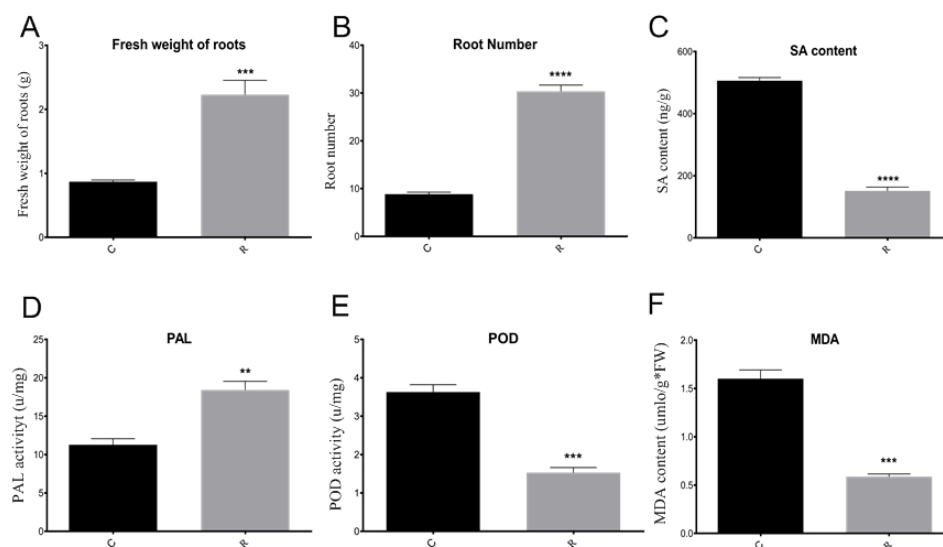 A
Fresh weight of roots
Fresh weight of roots (g)
3
2
1
0
***
C
R
B
Root Number
Root number
40
30
20
10
0
****
C
R
C
SA content
SA content (ng/g)
600
400
200
0
****
C
R
D
PAL
PAL activityt (u/mg)
25
20
15
10
5
0
**
C
R
E
POD
POD activity (u/mg)
5
4
3
2
1
0
***
C
R
F
MDA
MDA content (umlo/g*FW)
2.0
1.5
1.0
0.5
0.0
***
C
R